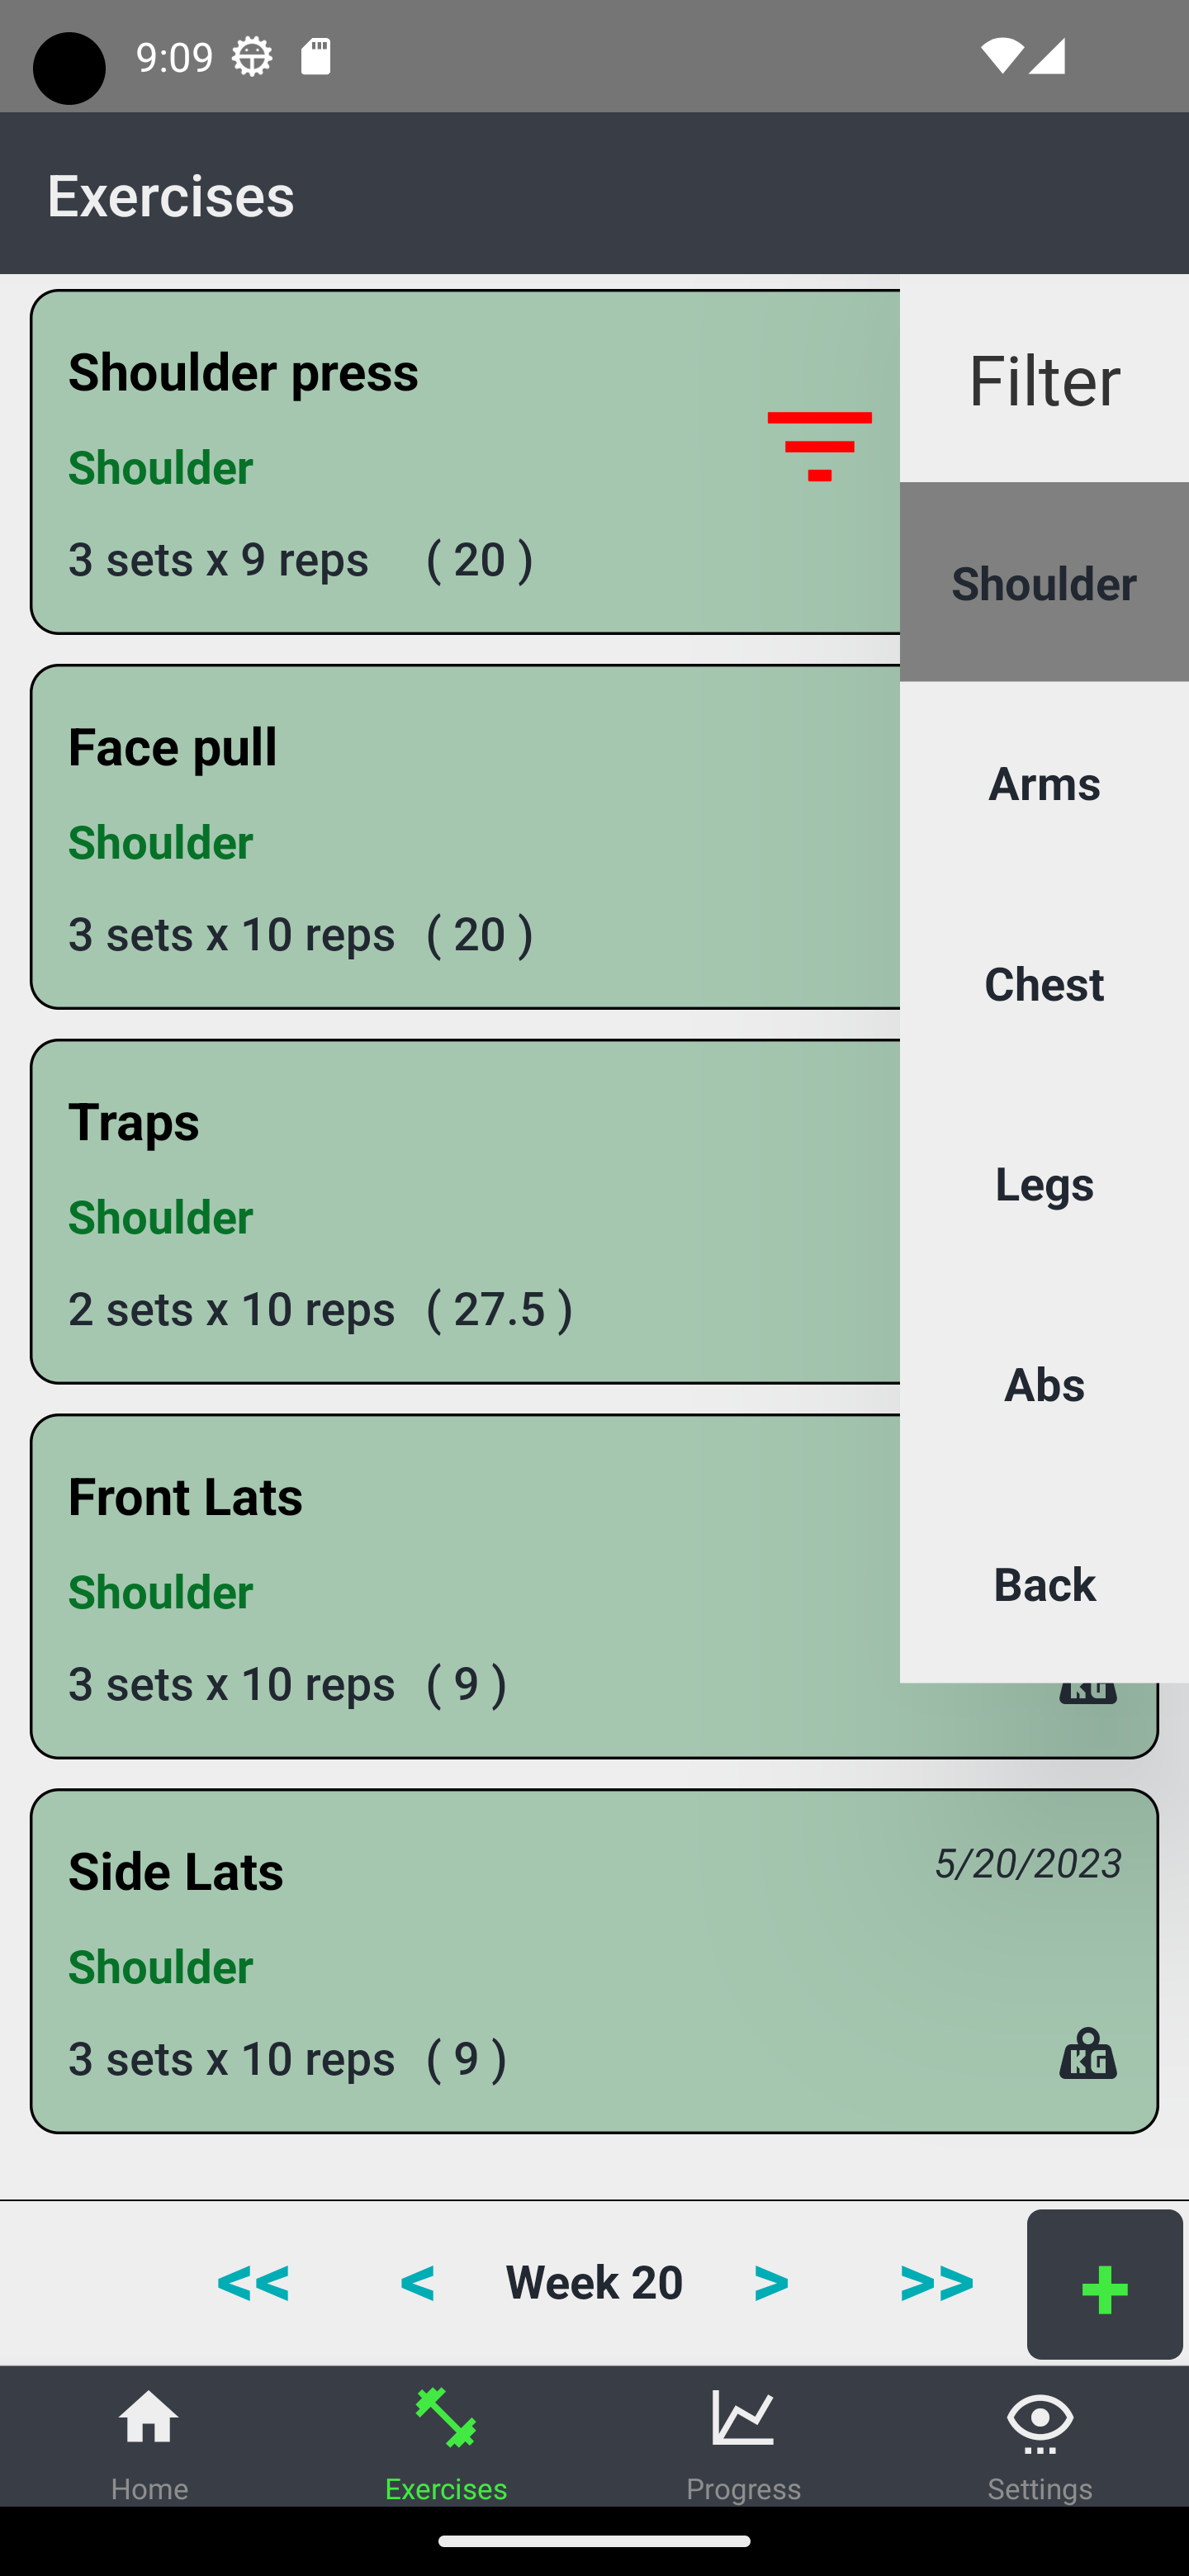 9:09
Exercises
Shoulder press
Shoulder
3 sets x 9 reps ( 20 )
Face pull
Shoulder
3 sets x 10 reps ( 20 )
Traps
Shoulder
2 sets x 10 reps ( 27.5 )
Front Lats
Shoulder
3 sets x 10 reps ( 9 )
KG
Side Lats
5/20/2023
Shoulder
3 sets x 10 reps ( 9 )
KG
Filter
Shoulder
Arms
Chest
Legs
Abs
Back
<< < Week 20 > >> +
Home Exercises Progress Settings